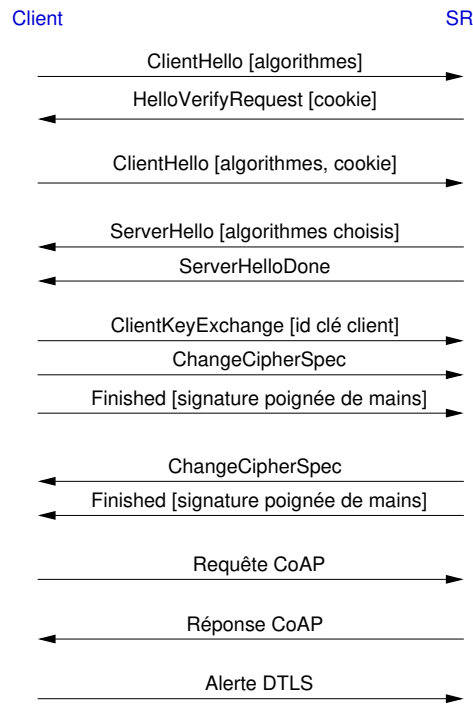 Client SR
ClientHello [algorithmes]
HelloVerifyRequest [cookie]
ClientHello [algorithmes, cookie]
ServerHello [algorithmes choisis]
ServerHelloDone
ClientKeyExchange [id clé client]
ChangeCipherSpec
Finished [signature poignée de mains]
ChangeCipherSpec
Finished [signature poignée de mains]
Requête CoAP
Réponse CoAP
Alerte DTLS